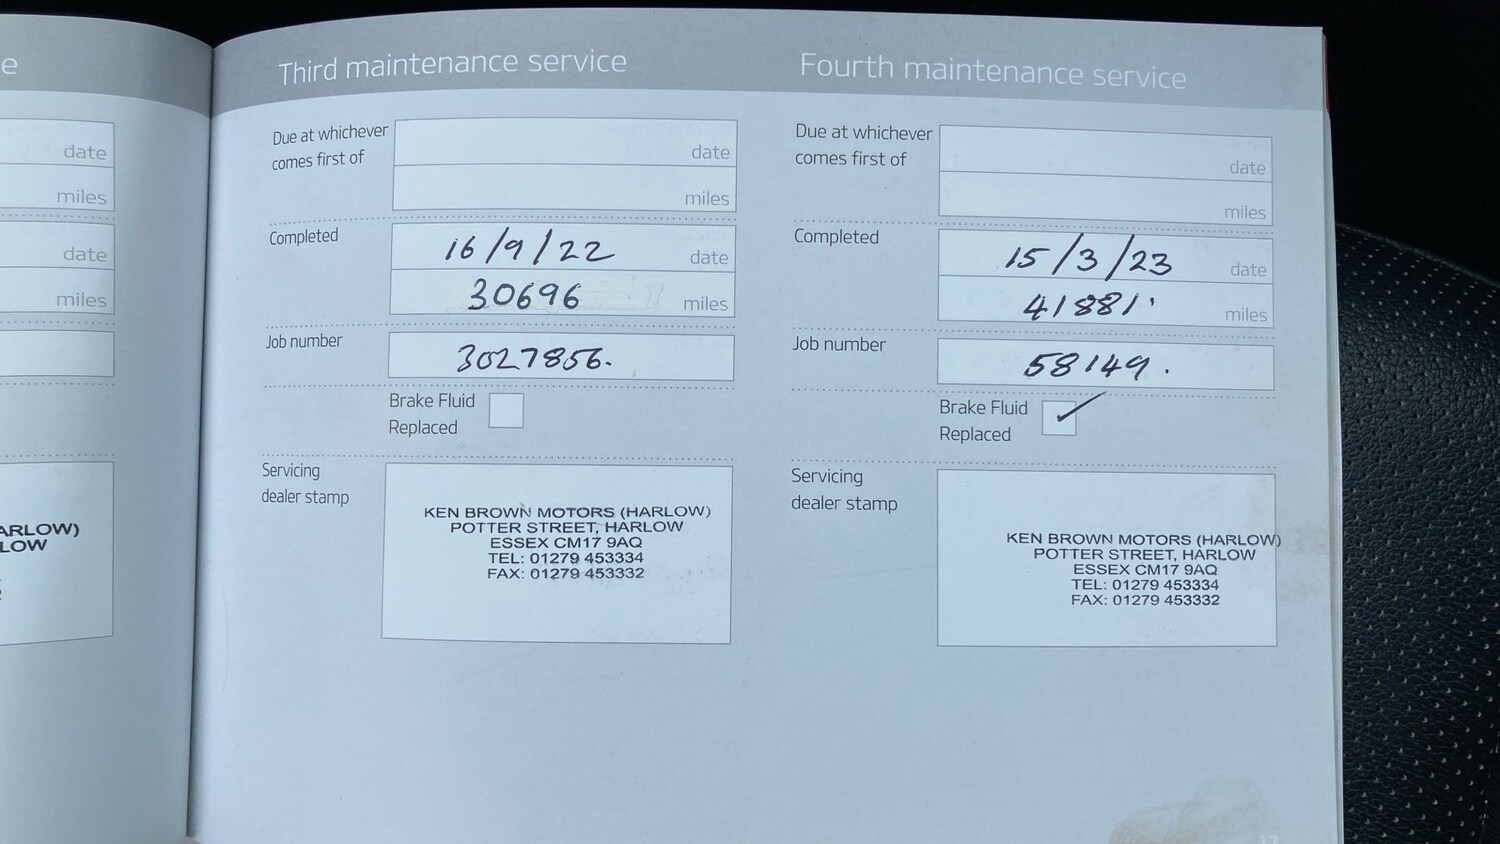 e
date
miles
date
miles
ARLOW)
LOW
Third maintenance service
Due at whichever
comes first of
date
miles
Completed
16/9/22 date
30696 miles
Job number
3027856.
Brake Fluid
Replaced
Servicing
dealer stamp
KEN BROWN MOTORS (HARLOW)
POTTER STREET, HARLOW
ESSEX CM17 9AQ
TEL: 01279 453334
FAX: 01279 453332
Fourth maintenance service
Due at whichever
comes first of
date
miles
Completed
15/3/23 date
41881. miles
Job number
58149.
Brake Fluid
Replaced
Servicing
dealer stamp
KEN BROWN MOTORS (HARLOW)
POTTER STREET, HARLOW
ESSEX CM17 9AQ
TEL: 01279 453334
FAX: 01279 453332
17